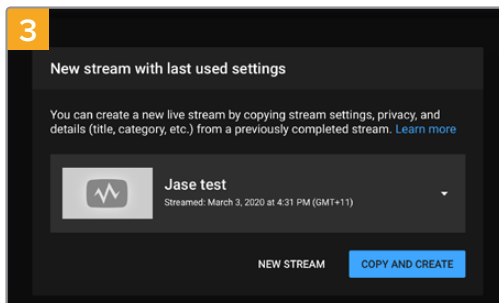 3
New stream with last used settings
You can create a new live stream by copying stream settings, privacy, and
details (title, category, etc.) from a previously completed stream. Learn more
Jase test
Streamed: March 3, 2020 at 4:31 PM (GMT+11)
NEW STREAM
COPY AND CREATE